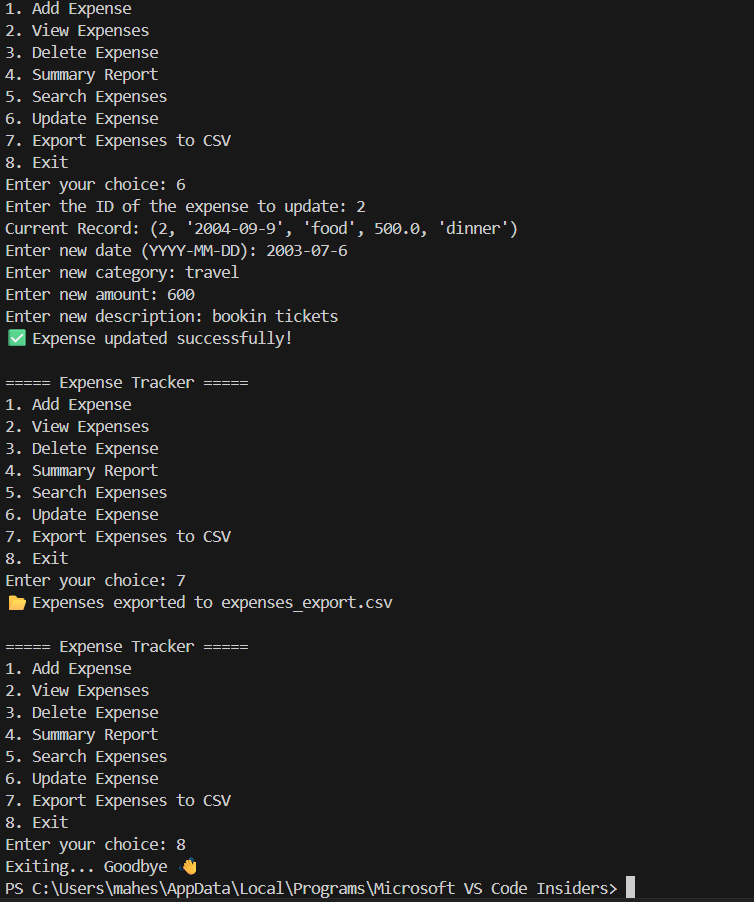 1. Add Expense
2. View Expenses
3. Delete Expense
4. Summary Report
5. Search Expenses
6. Update Expense
7. Export Expenses to CSV
8. Exit
Enter your choice: 6
Enter the ID of the expense to update: 2
Current Record: (2, '2004-09-9', 'food', 500.0, 'dinner')
Enter new date (YYYY-MM-DD): 2003-07-6
Enter new category: travel
Enter new amount: 600
Enter new description: bookin tickets
✅ Expense updated successfully!

===== Expense Tracker =====
1. Add Expense
2. View Expenses
3. Delete Expense
4. Summary Report
5. Search Expenses
6. Update Expense
7. Export Expenses to CSV
8. Exit
Enter your choice: 7
📂 Expenses exported to expenses_export.csv

===== Expense Tracker =====
1. Add Expense
2. View Expenses
3. Delete Expense
4. Summary Report
5. Search Expenses
6. Update Expense
7. Export Expenses to CSV
8. Exit
Enter your choice: 8
Exiting... Goodbye 👋
PS C:\Users\mahes\AppData\Local\Programs\Microsoft VS Code Insiders>